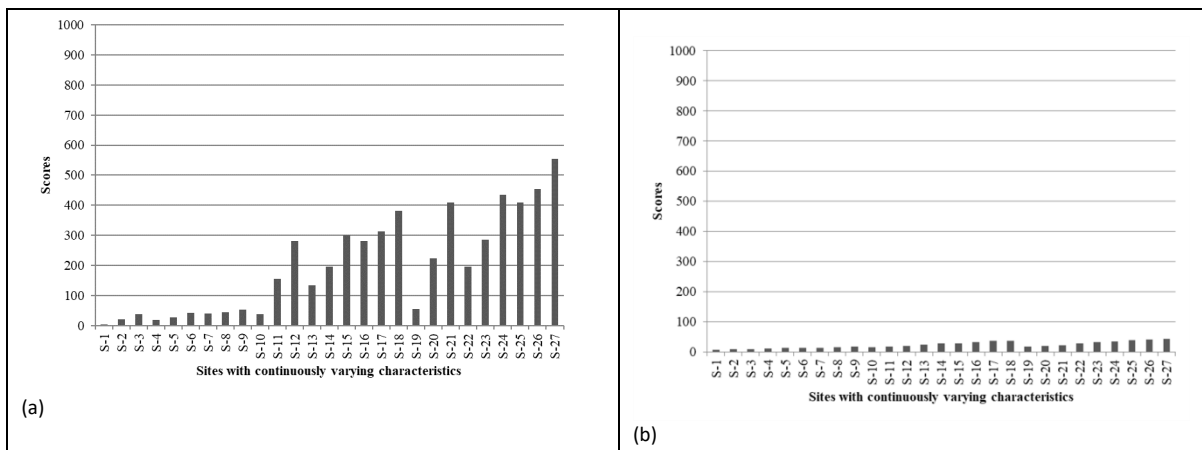 1000
900
800
700
600
500
400
300
200
100
0
Scores
S-1
S-2
S-3
S-4
S-5
S-6
S-7
S-8
S-9
S-10
S-11
S-12
S-13
S-14
S-15
S-16
S-17
S-18
S-19
S-20
S-21
S-22
S-23
S-24
S-25
S-26
S-27
Sites with continuously varying characteristics
(a)
1000
900
800
700
600
500
400
300
200
100
0
Scores
S-1
S-2
S-3
S-4
S-5
S-6
S-7
S-8
S-9
S-10
S-11
S-12
S-13
S-14
S-15
S-16
S-17
S-18
S-19
S-20
S-21
S-22
S-23
S-24
S-25
S-26
S-27
Sites with continuously varying characteristics
(b)